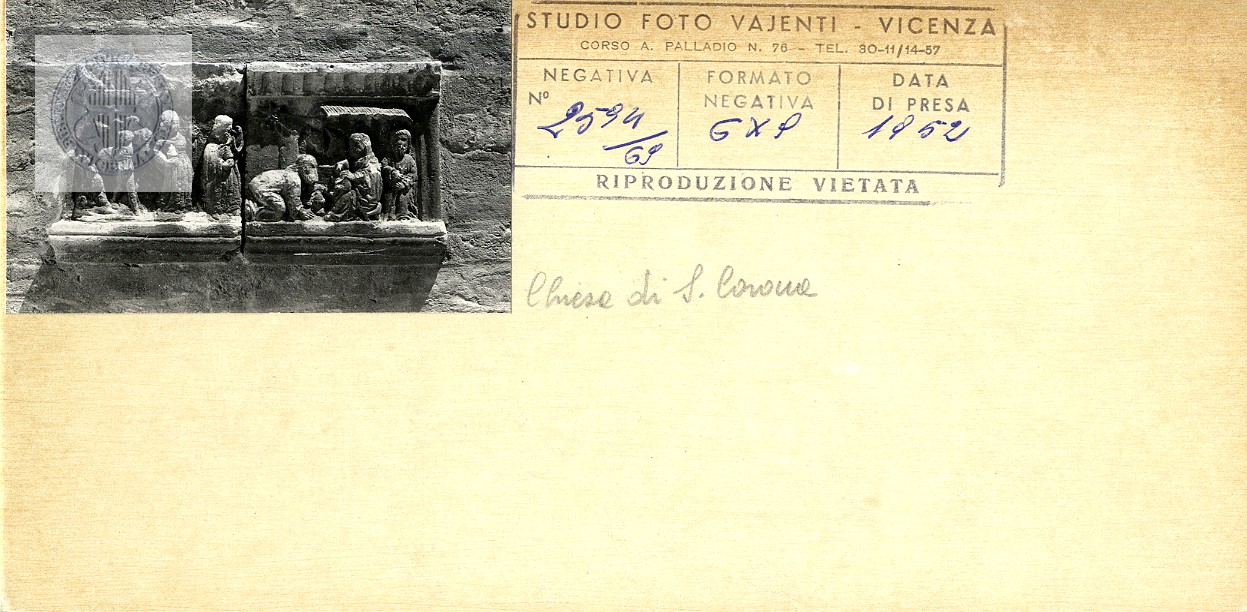 STUDIO FOTO VAJENTI - VICENZA
CORSO A. PALLADIO N. 76 - TEL. 30-11/14-57
NEGATIVA
Nº 2594/69
FORMATO
NEGATIVA
6X9
DATA
DI PRESA
1952
RIPRODUZIONE VIETATA
Chiesa di S. Corona